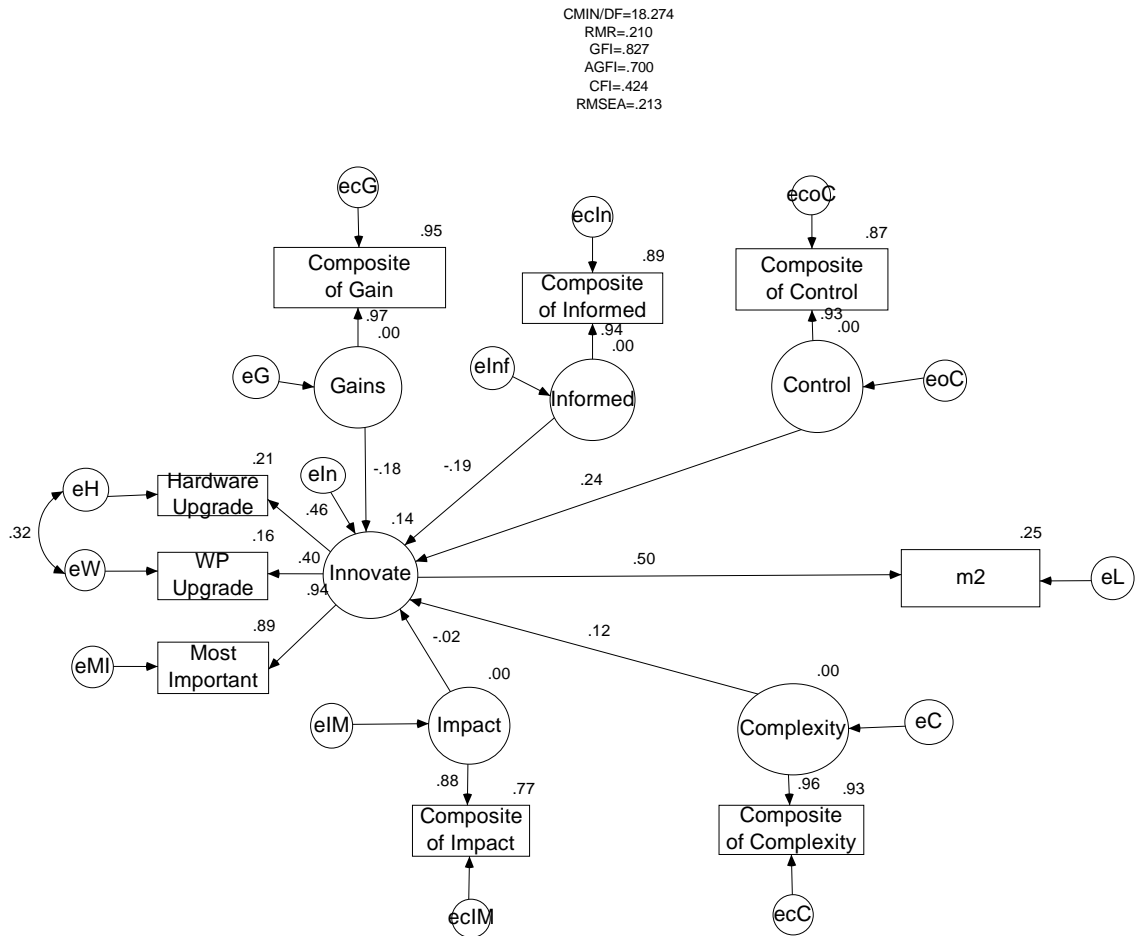 CMIN/DF=18.274
RMR=.210
GFI=.827
AGFI=.700
CFI=.424
RMSEA=.213
ecG
ecIn
ecoC
.95
.89
.87
Composite
of Gain
Composite
of Informed
Composite
of Control
.97
.00
.94
.00
.93
.00
eG
Gains
eInf
Informed
Control
eoC
-.18
-.19
.24
.21
eH
Hardware
Upgrade
eIn
.46
.14
.32
.16
eW
WP
Upgrade
.40
Innovate
.50
.25
m2
eL
.94
.89
eMI
Most
Important
-.02
.12
.00
.00
eIM
Impact
Complexity
eC
.88
.77
.96
.93
Composite
of Impact
Composite
of Complexity
ecIM
ecC